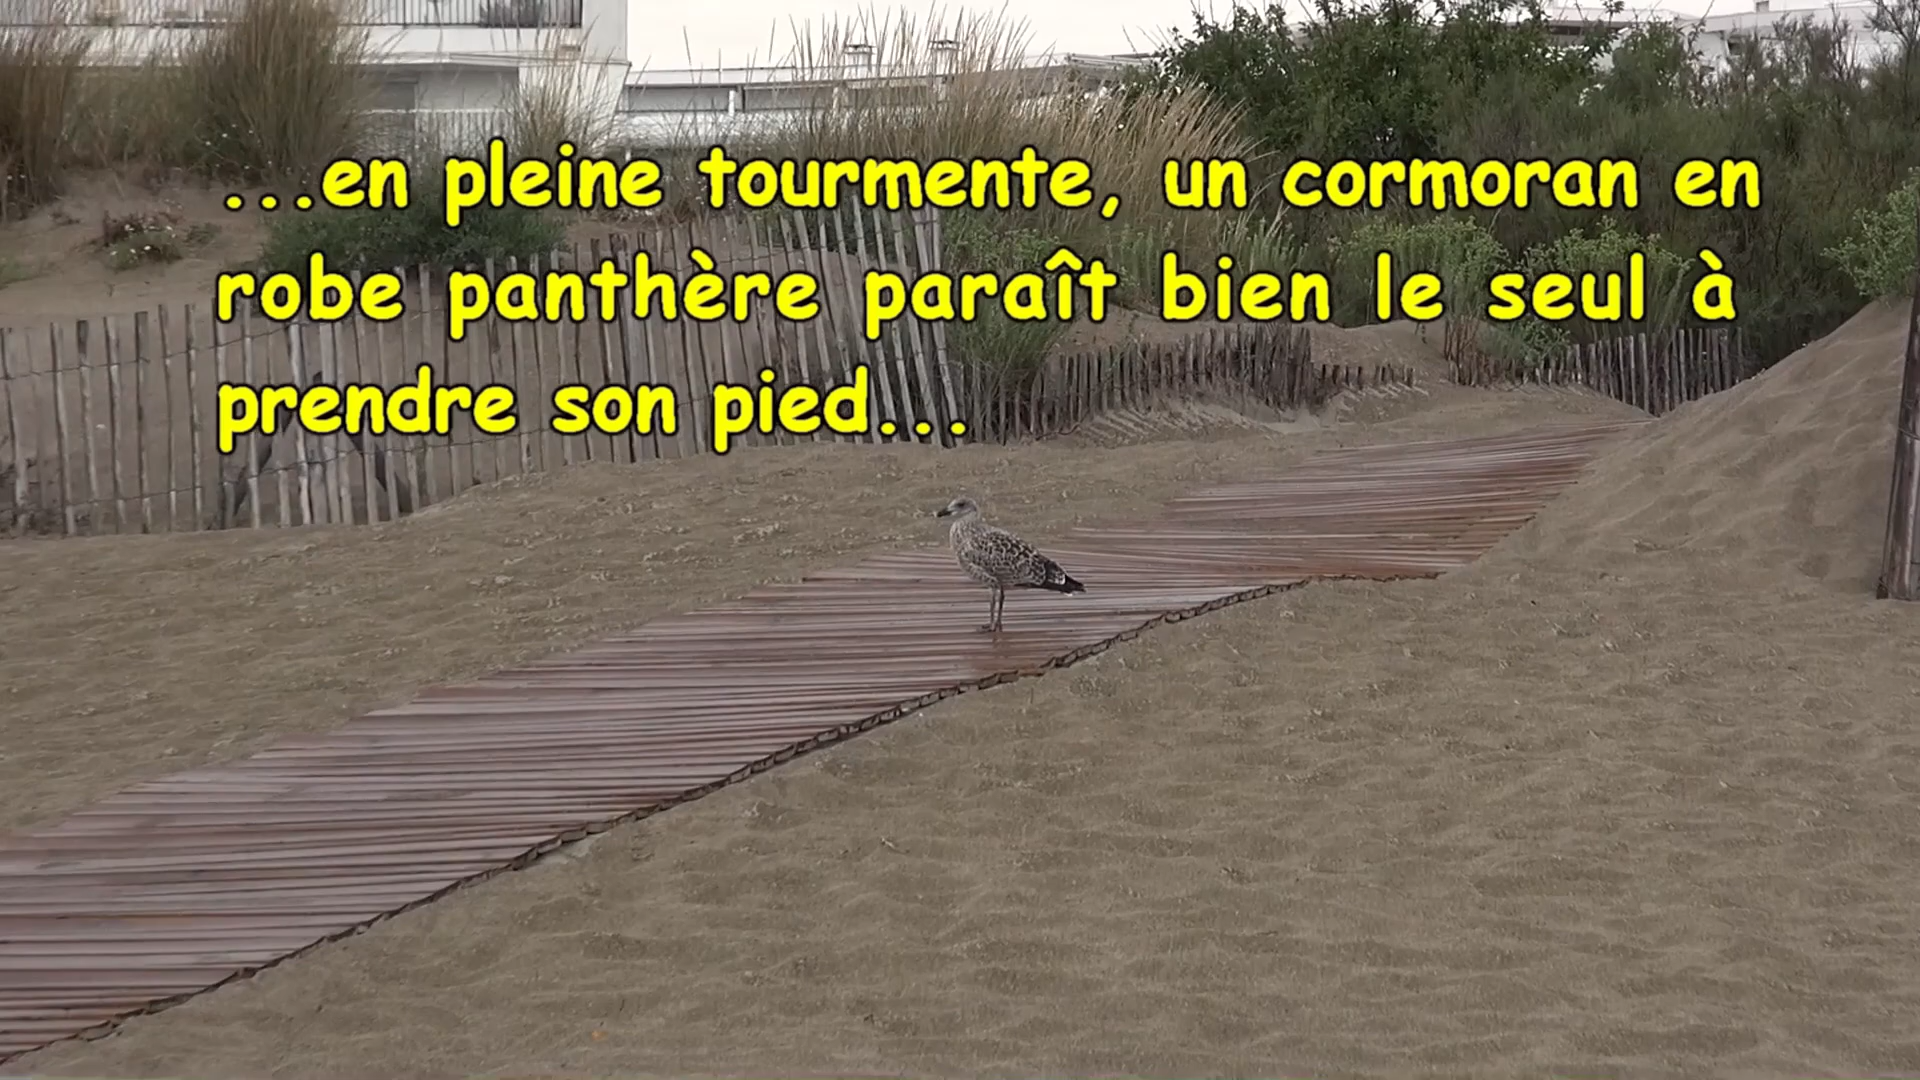 ...en pleine tourmente, un cormoran en
robe panthère paraît bien le seul à
prendre son pied...